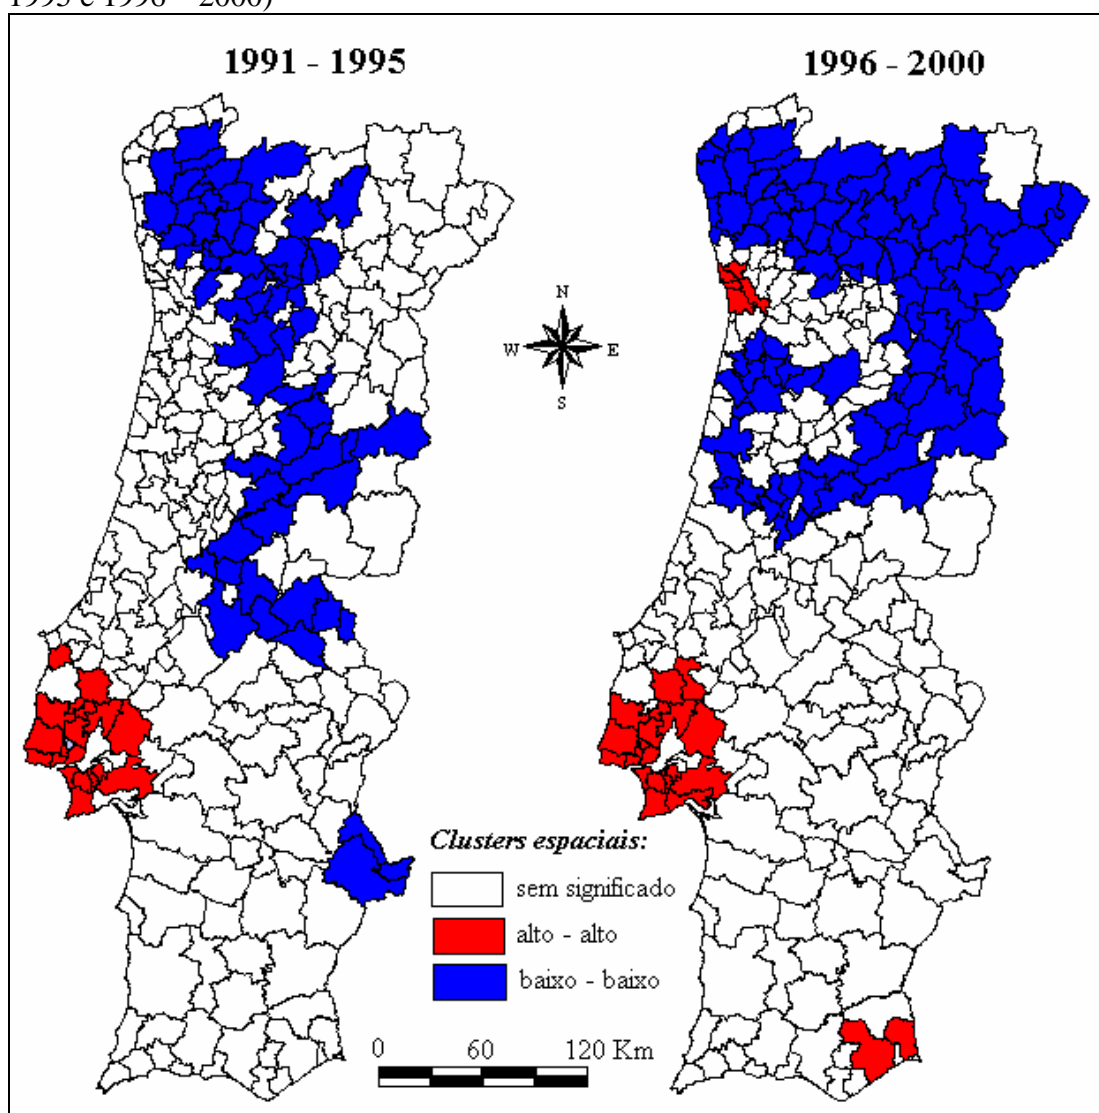 1995 e 1996 – 2000)
1991 - 1995
1996 - 2000
N
W E
S
Clusters espaciais:
sem significado
alto - alto
baixo - baixo
0 60 120 Km